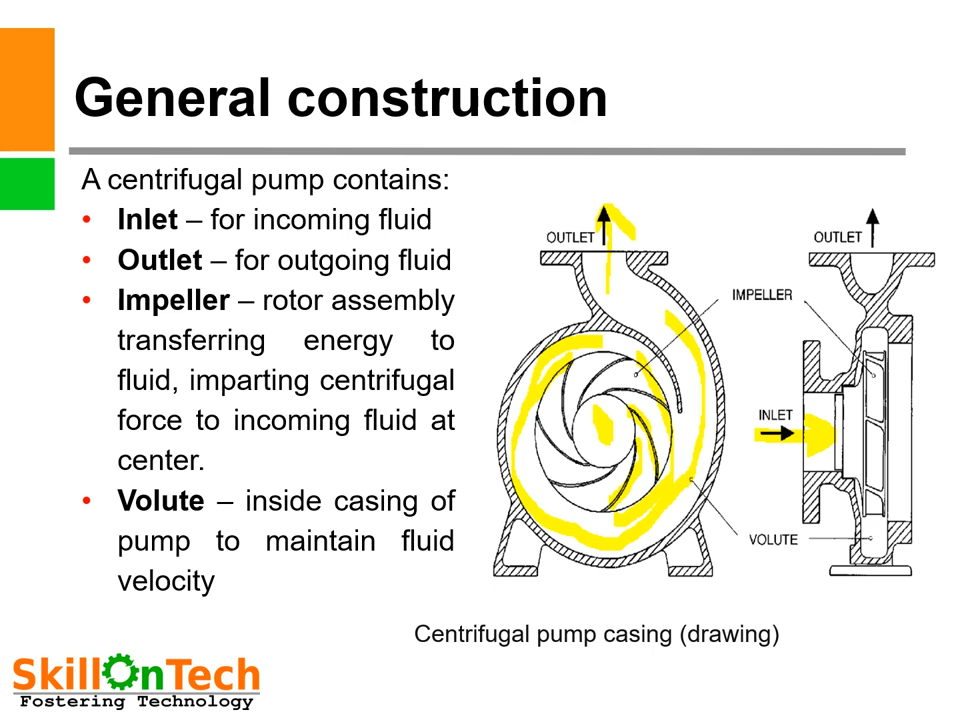 General construction
A centrifugal pump contains:
• Inlet – for incoming fluid
• Outlet – for outgoing fluid
• Impeller – rotor assembly
transferring energy to
fluid, imparting centrifugal
force to incoming fluid at
center.
• Volute – inside casing of
pump to maintain fluid
velocity
OUTLET
OUTLET
IMPELLER
INLET
VOLUTE
Centrifugal pump casing (drawing)
SkillOnTech
Fostering Technology